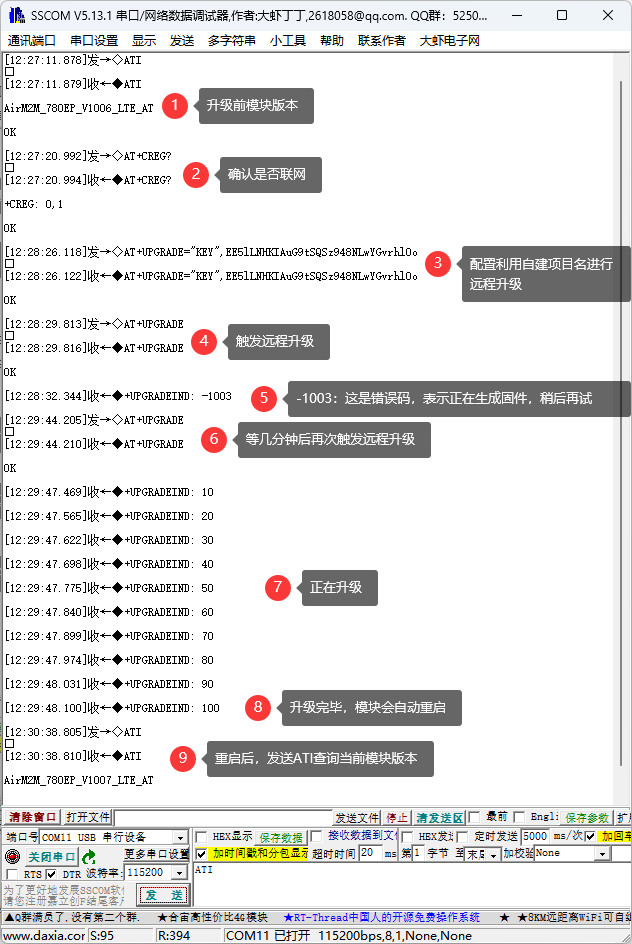 SSCOM V5.13.1 串口/网络数据调试器,作者:大虾丁丁,2618058@qq.com. QQ群：5250...
通讯端口 串口设置 显示 发送 多字符串 小工具 帮助 联系作者 大虾电子网
[12:27:11.878]发→◇ATI
□
[12:27:11.879]收←◆ATI
AirM2M_780EP_V1006_LTE_AT
1 升级前模块版本
OK
[12:27:20.992]发→◇AT+CREG?
□
[12:27:20.994]收←◆AT+CREG?
2 确认是否联网
+CREG: 0,1
OK
[12:28:26.118]发→◇AT+UPGRADE="KEY",EE5lLNHKIAuG9tSQSz948NLwYGvrhlOo
□
[12:28:26.122]收←◆AT+UPGRADE="KEY",EE5lLNHKIAuG9tSQSz948NLwYGvrhlOo
3 配置利用自建项目名进行
远程升级
OK
[12:28:29.813]发→◇AT+UPGRADE
□
[12:28:29.816]收←◆AT+UPGRADE
4 触发远程升级
OK
[12:28:32.344]收←◆+UPGRADEIND: -1003
5 -1003：这是错误码，表示正在生成固件，稍后再试
[12:29:44.205]发→◇AT+UPGRADE
□
[12:29:44.210]收←◆AT+UPGRADE
6 等几分钟后再次触发远程升级
OK
[12:29:47.469]收←◆+UPGRADEIND: 10
[12:29:47.565]收←◆+UPGRADEIND: 20
[12:29:47.622]收←◆+UPGRADEIND: 30
[12:29:47.698]收←◆+UPGRADEIND: 40
[12:29:47.775]收←◆+UPGRADEIND: 50
7 正在升级
[12:29:47.840]收←◆+UPGRADEIND: 60
[12:29:47.899]收←◆+UPGRADEIND: 70
[12:29:47.974]收←◆+UPGRADEIND: 80
[12:29:48.031]收←◆+UPGRADEIND: 90
[12:29:48.100]收←◆+UPGRADEIND: 100
8 升级完毕，模块会自动重启
[12:30:38.805]发→◇ATI
□
[12:30:38.810]收←◆ATI
9 重启后，发送ATI查询当前模块版本
AirM2M_780EP_V1007_LTE_AT
清除窗口 打开文件 发送文件 停止 清发送区 最前 Engli 保存参数 扩
端口号 COM11 USB 串行设备 HEX显示 保存数据 接收数据到文 HEX发 定时发送 5000 ms/次 加回车
关闭串口 更多串口设置 加时间戳和分包显示 超时时间 20 ms 第1 字节 至 末尾 加校验 None
RTS DTR 波特率: 115200 ATI
为了更好地发展SSCOM软件
请您注册嘉立创F结尾客户
发 送
▲QQ群满员了,没有第二个群. ★合宙高性价比4G模块 ★RT-Thread中国人的开源免费操作系统 ★ ★8KM远距离WiFi可自组
www.daxia.cor S:95 R:394 COM11 已打开 115200bps,8,1,None,None